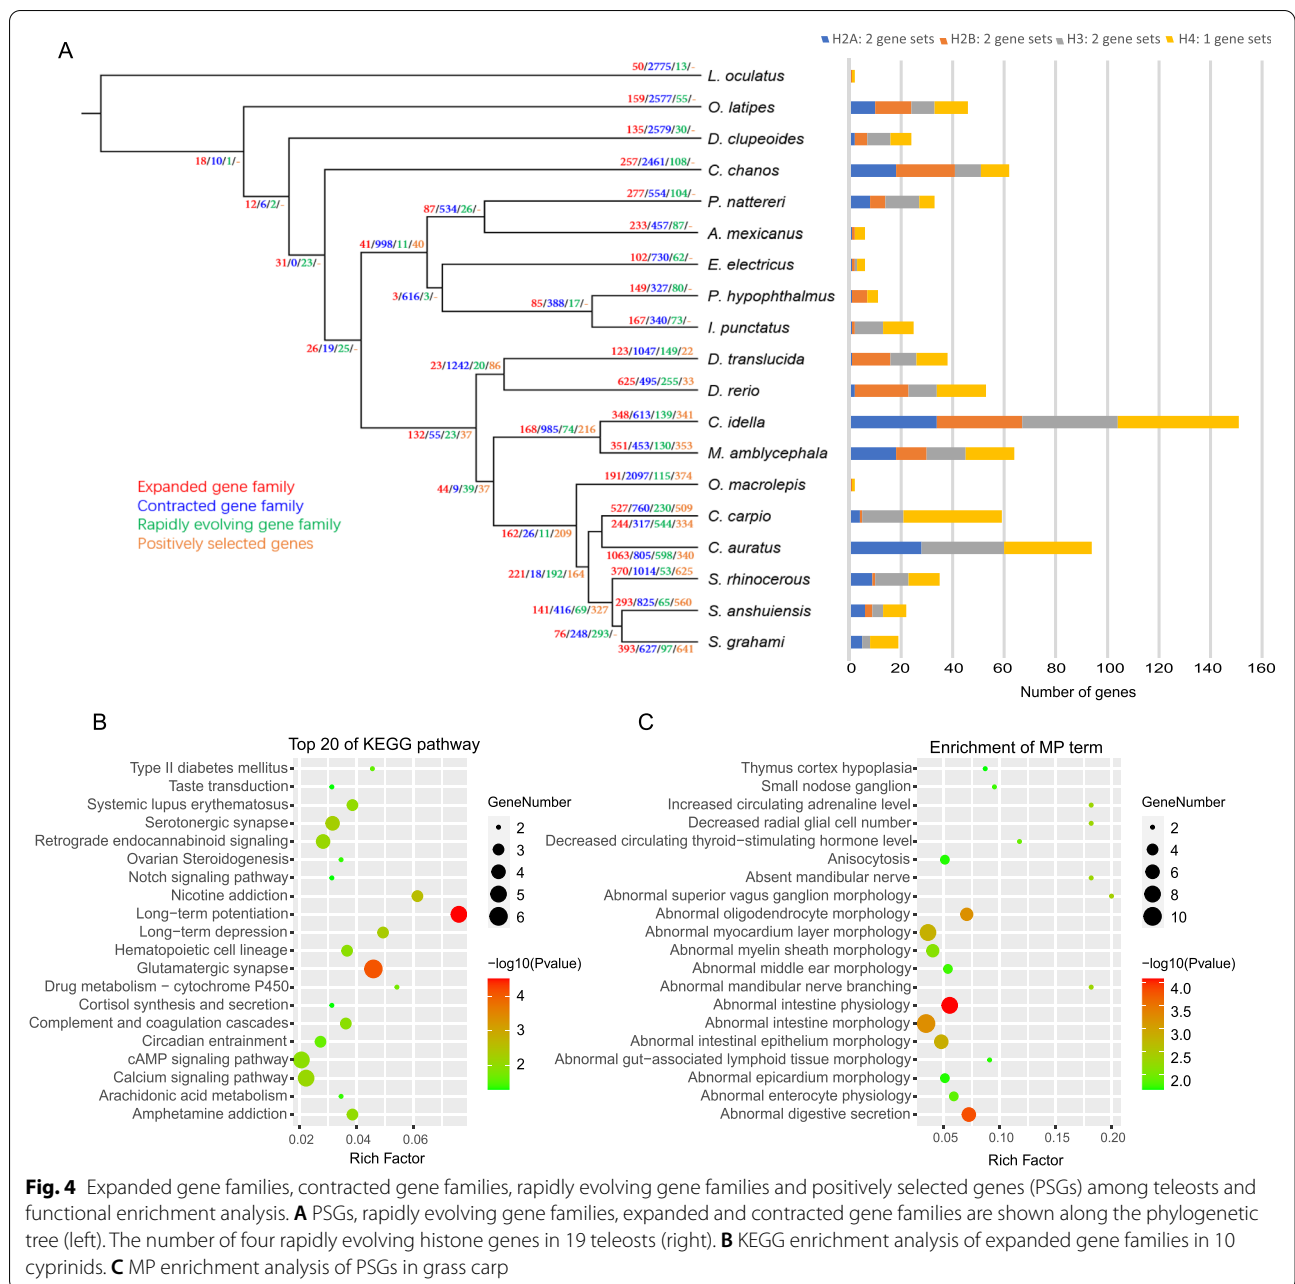 A
H2A: 2 gene sets H2B: 2 gene sets H3: 2 gene sets H4: 1 gene sets
50/2775/13/- L. oculatus
159/2577/55/- O. latipes
135/2579/30/- D. clupeoides
18/10/1/-
257/2461/108/- C. chanos
12/6/2/-
277/554/104/- P. nattereri
87/534/26/-
233/457/87/- A. mexicanus
41/998/11/40
31/0/23/-
102/730/62/- E. electricus
3/616/3/-
149/327/80/- P. hypophthalmus
85/388/17/-
167/340/73/- I. punctatus
26/19/25/-
123/1047/149/22 D. translucida
23/1242/20/86
625/495/255/33 D. rerio
348/613/139/341 C. idella
168/985/74/216
132/55/23/37
351/453/130/353 M. amblycephala
191/2097/115/374 O. macrolepis
44/9/39/37
527/760/230/509 C. carpio
244/317/544/334
162/26/11/209
C. auratus
1063/805/598/340
221/18/192/164
370/1014/53/625 S. rhinocerous
293/825/65/560 S. anshuiensis
141/416/69/327
76/248/293/-
S. grahami
393/627/97/641
Expanded gene family
Contracted gene family
Rapidly evolving gene family
Positively selected genes
0 20 40 60 80 100 120 140 160
Number of genes
B
Top 20 of KEGG pathway
Type II diabetes mellitus
Taste transduction
Systemic lupus erythematosus
Serotonergic synapse
Retrograde endocannabinoid signaling
Ovarian Steroidogenesis
Notch signaling pathway
Nicotine addiction
Long−term potentiation
Long−term depression
Hematopoietic cell lineage
Glutamatergic synapse
Drug metabolism − cytochrome P450
Cortisol synthesis and secretion
Complement and coagulation cascades
Circadian entrainment
cAMP signaling pathway
Calcium signaling pathway
Arachidonic acid metabolism
Amphetamine addiction
0.02 0.04 0.06
Rich Factor
GeneNumber
2
3
4
5
6
−log10(Pvalue)
4
3
2
C
Enrichment of MP term
Thymus cortex hypoplasia
Small nodose ganglion
Increased circulating adrenaline level
Decreased radial glial cell number
Decreased circulating thyroid−stimulating hormone level
Anisocytosis
Absent mandibular nerve
Abnormal superior vagus ganglion morphology
Abnormal oligodendrocyte morphology
Abnormal myocardium layer morphology
Abnormal myelin sheath morphology
Abnormal middle ear morphology
Abnormal mandibular nerve branching
Abnormal intestine physiology
Abnormal intestine morphology
Abnormal intestinal epithelium morphology
Abnormal gut−associated lymphoid tissue morphology
Abnormal epicardium morphology
Abnormal enterocyte physiology
Abnormal digestive secretion
0.05 0.10 0.15 0.20
Rich Factor
GeneNumber
2
4
6
8
10
−log10(Pvalue)
4.0
3.5
3.0
2.5
2.0
Fig. 4 Expanded gene families, contracted gene families, rapidly evolving gene families and positively selected genes (PSGs) among teleosts and
functional enrichment analysis. A PSGs, rapidly evolving gene families, expanded and contracted gene families are shown along the phylogenetic
tree (left). The number of four rapidly evolving histone genes in 19 teleosts (right). B KEGG enrichment analysis of expanded gene families in 10
cyprinids. C MP enrichment analysis of PSGs in grass carp